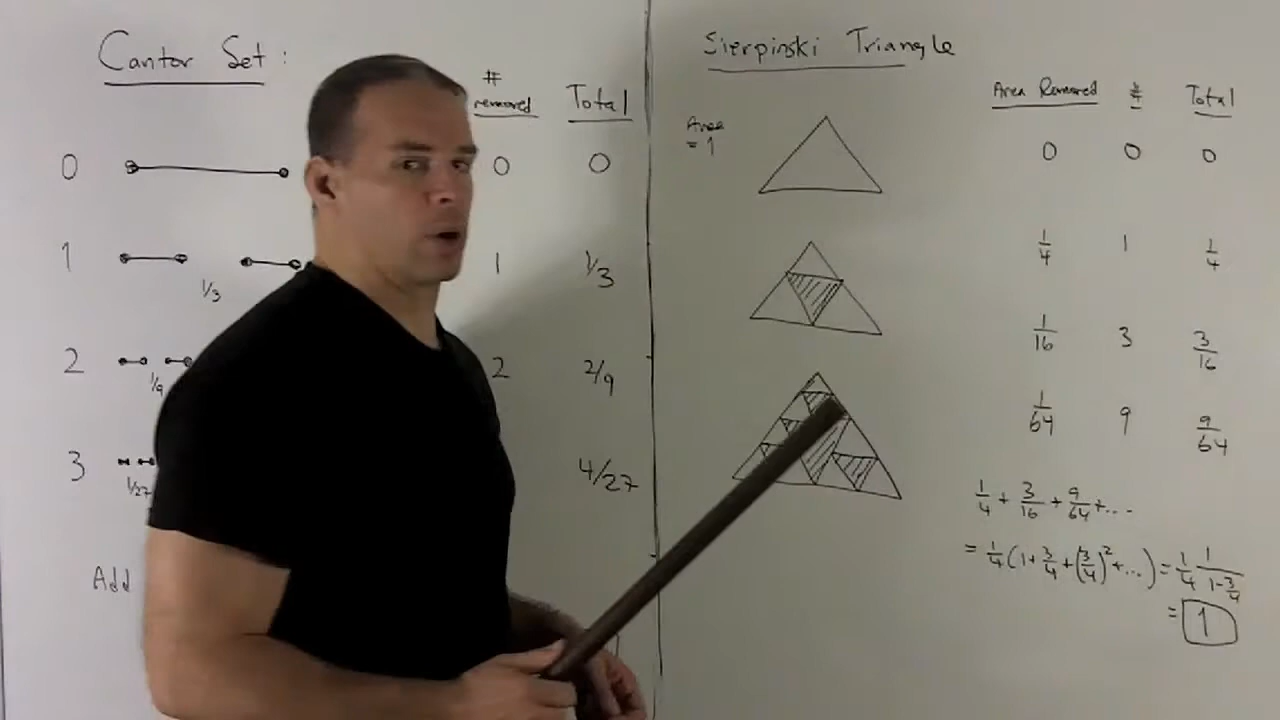 Cantor Set :
# removed Total
0 0 0
1 1 1/3
1/3
2 2 2/9
1/9
3 4/27
1/27
Add
Sierpinski Triangle
Area Removed # Total
Area = 1
0 0 0
1/4 1 1/4
1/16 3 3/16
1/64 9 9/64
1/4 + 3/16 + 9/64 + ...
= 1/4 (1 + 3/4 + (3/4)² + ...) = 1/4 1/(1-3/4)
= 1